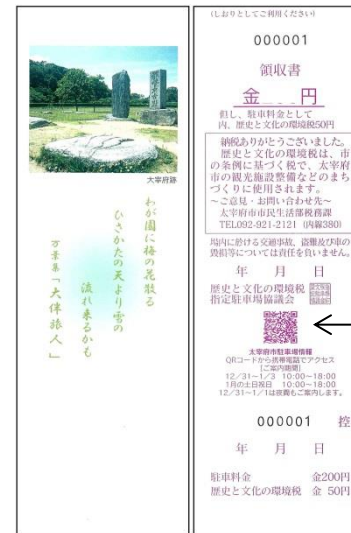 大宰府跡
わが園に梅の花散る
ひさかたの天より雪の
流れ来るかも
万葉集「大伴旅人」
(しおりとしてご利用ください)
000001
領収書
金 円
但し、駐車料金として
内、歴史と文化の環境税50円
納税ありがとうございました。
歴史と文化の環境税は、市
の条例に基づく税で、太宰府
市の観光施設整備などのまち
づくりに使用されます。
～ご意見・お問い合わせ先～
太宰府市市民生活部税務課
TEL092-921-2121 (内線380)
場内に於ける交通事故、盗難及び車の
毀損等については責任を負いません。
年 月 日
歴史と文化の環境税
指定駐車場協議会
太宰府市駐車場情報
QRコードから携帯電話でアクセス
[ご案内期間]
12/31～1/3 10:00～18:00
1月の土日祝日 10:00～18:00
12/31～1/1は夜間もご案内します。
000001 控
年 月 日
駐車料金 金200円
歴史と文化の環境税 金 50円